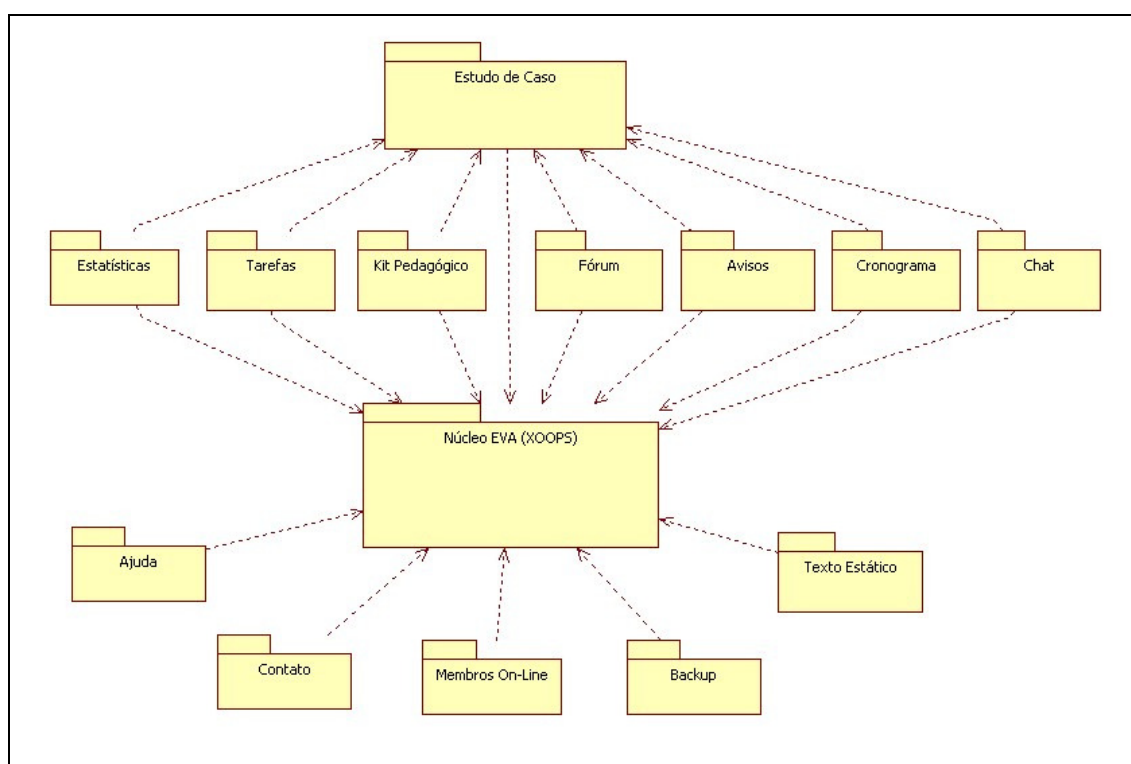 Estudo de Caso
Estatísticas
Tarefas
Kit Pedagógico
Fórum
Avisos
Cronograma
Chat
Núcleo EVA (XOOPS)
Ajuda
Texto Estático
Contato
Membros On-Line
Backup